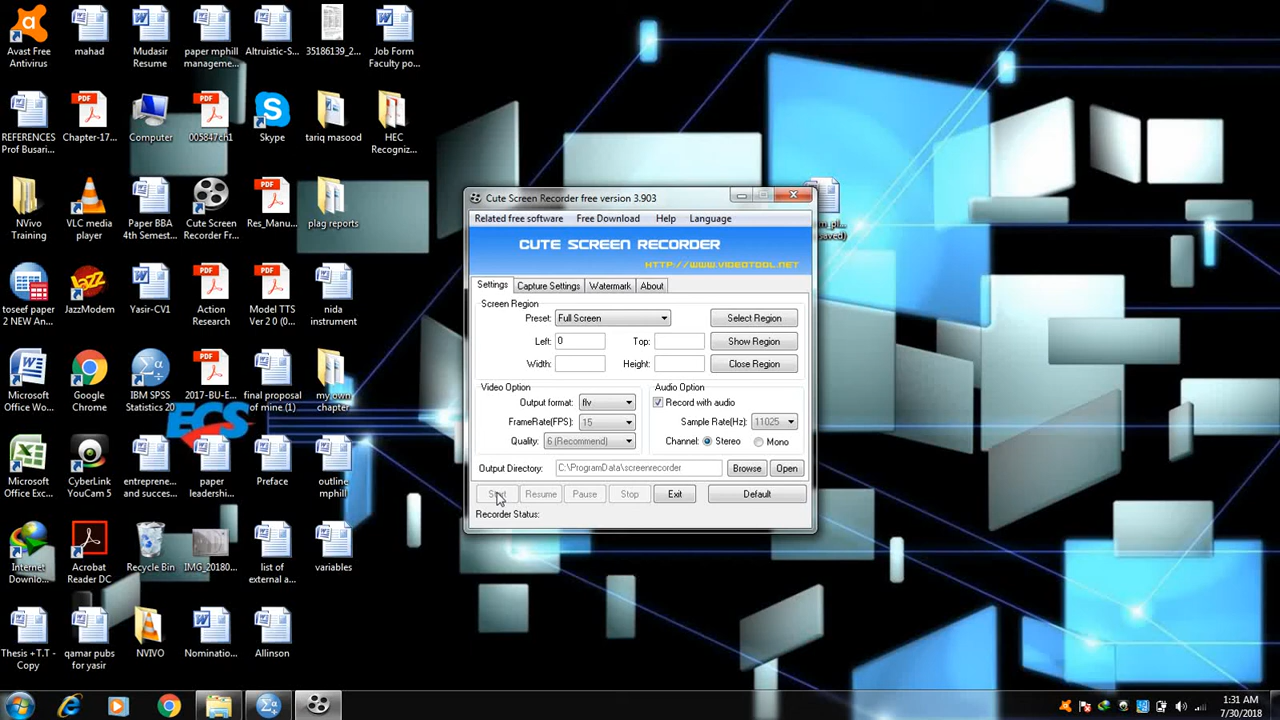 Avast Free
Antivirus
mahad
Mudasir
Resume
paper mphill
manageme...
Altruistic-S...
35186139_2...
Job Form
Faculty po...
REFERENCES
Prof Busari...
Chapter-17...
Computer
005847ch1
Skype
tariq masood
HEC
Recogniz...
NVivo
Training
VLC media
player
Paper BBA
4th Semest...
Cute Screen
Recorder Fr...
Res_Manu...
plag reports
toseef paper
2 NEW An...
JazzModem
Yasir-CV1
Action
Research
Model TTS
Ver 2 0 (0...
nida
instrument
Microsoft
Office Wo...
Google
Chrome
IBM SPSS
Statistics 20
2017-BU-E...
final proposal
of mine (1)
my own
chapter
ECS
Microsoft
Office Exc...
CyberLink
YouCam 5
entreprene...
and succes...
paper
leadership...
Preface
outline
mphill
Internet
Downlo...
Acrobat
Reader DC
Recycle Bin
IMG_20180...
list of
external a...
variables
Thesis +T.T -
Copy
qamar pubs
for yasir
NVIVO
Nominatio...
Allinson
Cute Screen Recorder free version 3.903
Related free software Free Download Help Language
CUTE SCREEN RECORDER
HTTP://WWW.VIDEOTOOL.NET
Settings Capture Settings Watermark About
Screen Region
Preset: Full Screen Select Region
Left: 0 Top: Show Region
Width: Height: Close Region
Video Option Audio Option
Output format: flv Record with audio
FrameRate(FPS): 15 Sample Rate(Hz): 11025
Quality: 6 (Recommend) Channel: Stereo Mono
Output Directory: C:\ProgramData\screenrecorder Browse Open
Start Resume Pause Stop Exit Default
Recorder Status:
1:31 AM
7/30/2018